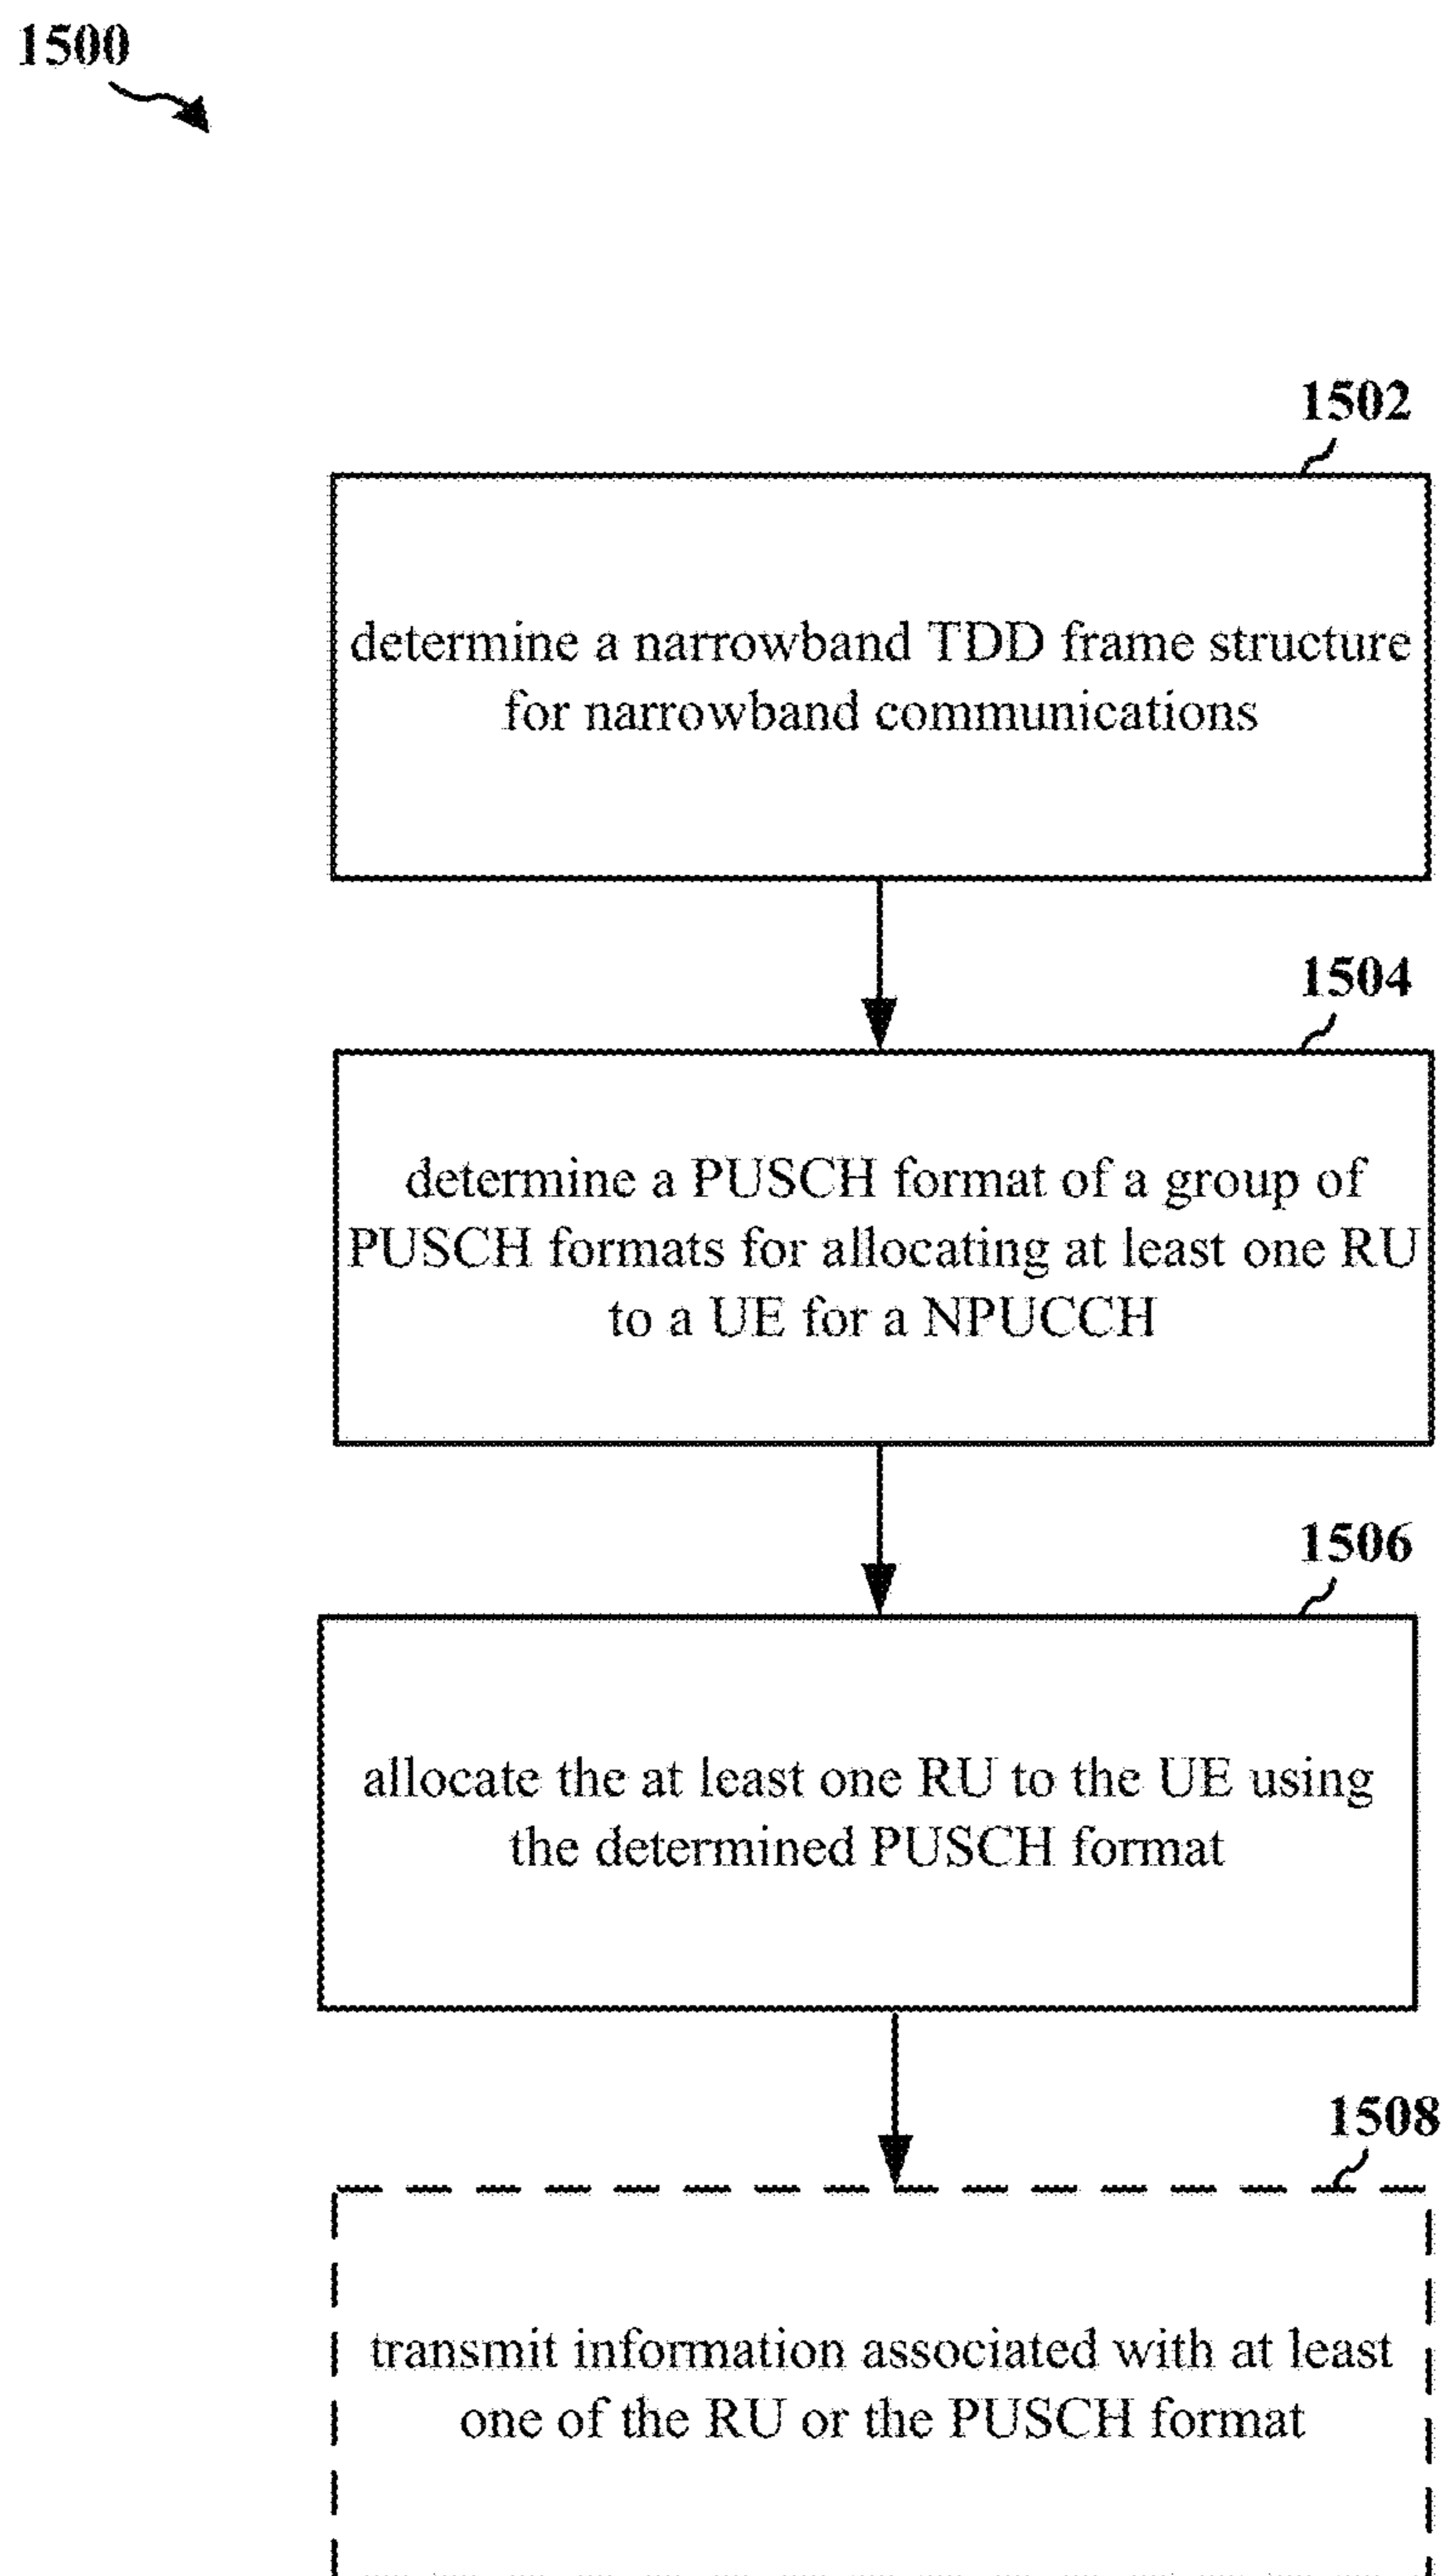 1500
1502
determine a narrowband TDD frame structure
for narrowband communications
1504
determine a PUSCH format of a group of
PUSCH formats for allocating at least one RU
to a UE for a NPUCCH
1506
allocate the at least one RU to the UE using
the determined PUSCH format
1508
transmit information associated with at least
one of the RU or the PUSCH format